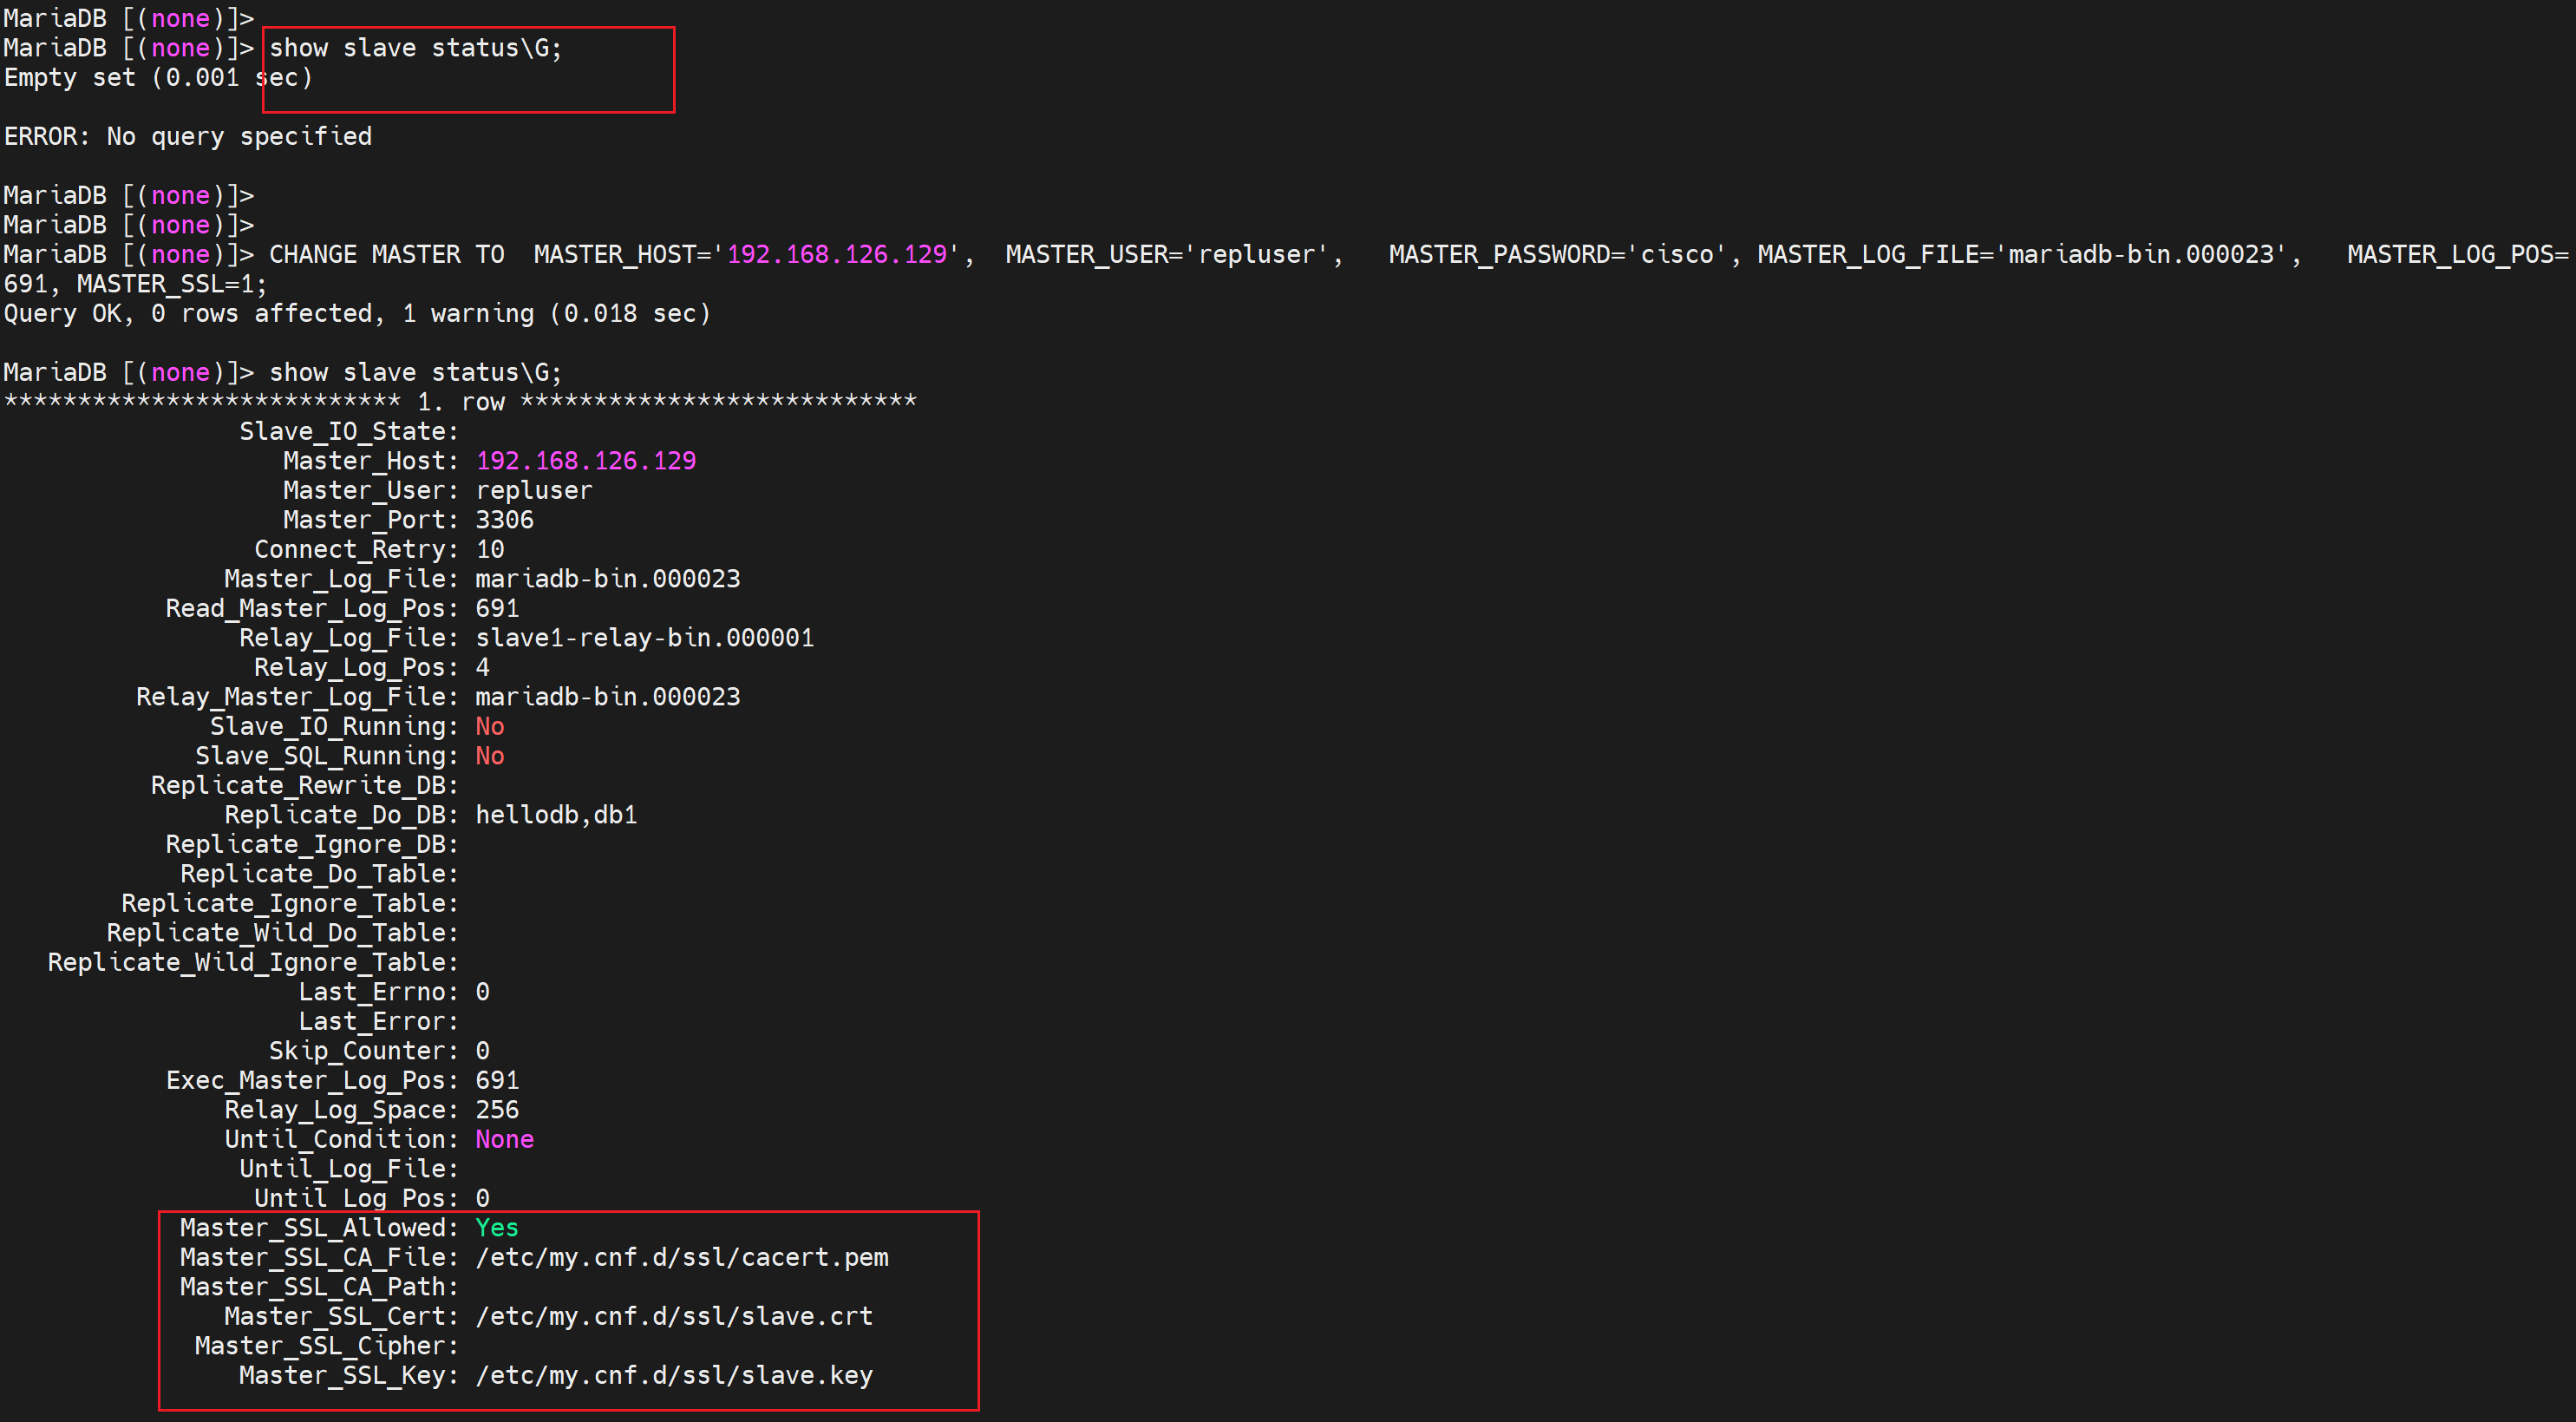 MariaDB [(none)]>
MariaDB [(none)]> show slave status\G;
Empty set (0.001 sec)
ERROR: No query specified
MariaDB [(none)]>
MariaDB [(none)]>
MariaDB [(none)]> CHANGE MASTER TO  MASTER_HOST='192.168.126.129',  MASTER_USER='repluser',   MASTER_PASSWORD='cisco', MASTER_LOG_FILE='mariadb-bin.000023',   MASTER_LOG_POS=
691, MASTER_SSL=1;
Query OK, 0 rows affected, 1 warning (0.018 sec)
MariaDB [(none)]> show slave status\G;
*************************** 1. row ***************************
Slave_IO_State:
Master_Host: 192.168.126.129
Master_User: repluser
Master_Port: 3306
Connect_Retry: 10
Master_Log_File: mariadb-bin.000023
Read_Master_Log_Pos: 691
Relay_Log_File: slave1-relay-bin.000001
Relay_Log_Pos: 4
Relay_Master_Log_File: mariadb-bin.000023
Slave_IO_Running: No
Slave_SQL_Running: No
Replicate_Rewrite_DB:
Replicate_Do_DB: hellodb,db1
Replicate_Ignore_DB:
Replicate_Do_Table:
Replicate_Ignore_Table:
Replicate_Wild_Do_Table:
Replicate_Wild_Ignore_Table:
Last_Errno: 0
Last_Error:
Skip_Counter: 0
Exec_Master_Log_Pos: 691
Relay_Log_Space: 256
Until_Condition: None
Until_Log_File:
Until_Log_Pos: 0
Master_SSL_Allowed: Yes
Master_SSL_CA_File: /etc/my.cnf.d/ssl/cacert.pem
Master_SSL_CA_Path:
Master_SSL_Cert: /etc/my.cnf.d/ssl/slave.crt
Master_SSL_Cipher:
Master_SSL_Key: /etc/my.cnf.d/ssl/slave.key